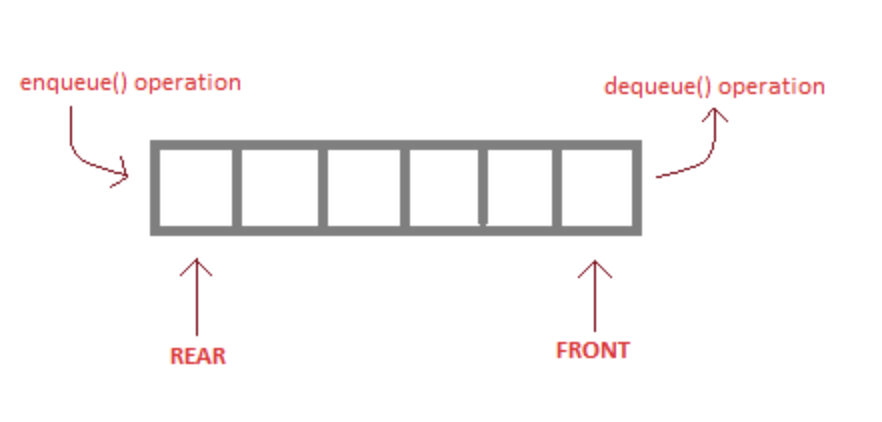 enqueue() operation
dequeue() operation
REAR
FRONT